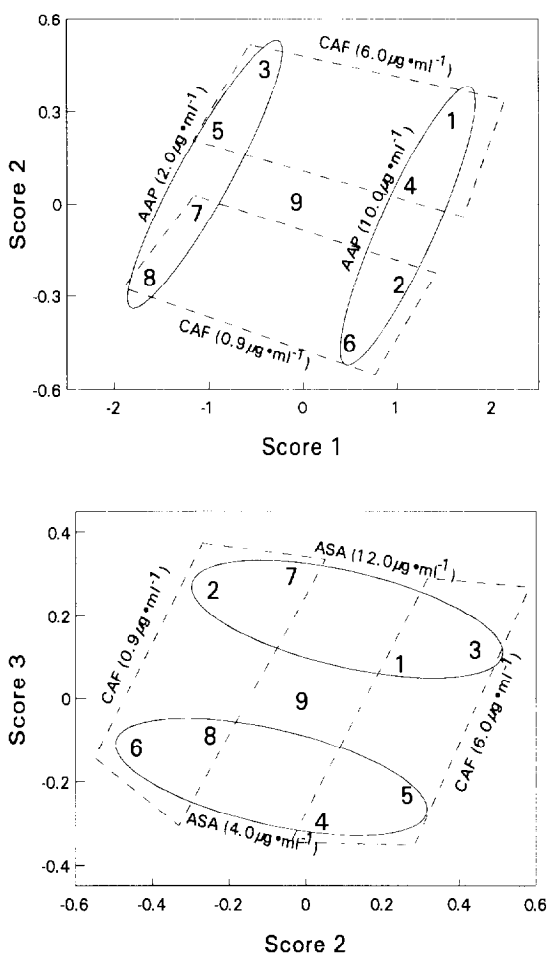 0.6
CAF (6.0µg•ml-1)
3
0.3
1
AAP (2.0µg•ml-1)
5
4
Score 2
0
7
9
AAP (10.0µg•ml-1)
-0.3
8
2
6
CAF (0.9µg•ml-1)
-0.6
-2 -1 0 1 2
Score 1
0.4
ASA (12.0µg•ml-1)
7
2
0.2
3
1
CAF (0.9µg•ml-1)
Score 3
0
9
CAF (6.0µg•ml-1)
8
6
-0.2
5
4
ASA (4.0µg•ml-1)
-0.4
-0.6 -0.4 -0.2 0 0.2 0.4 0.6
Score 2